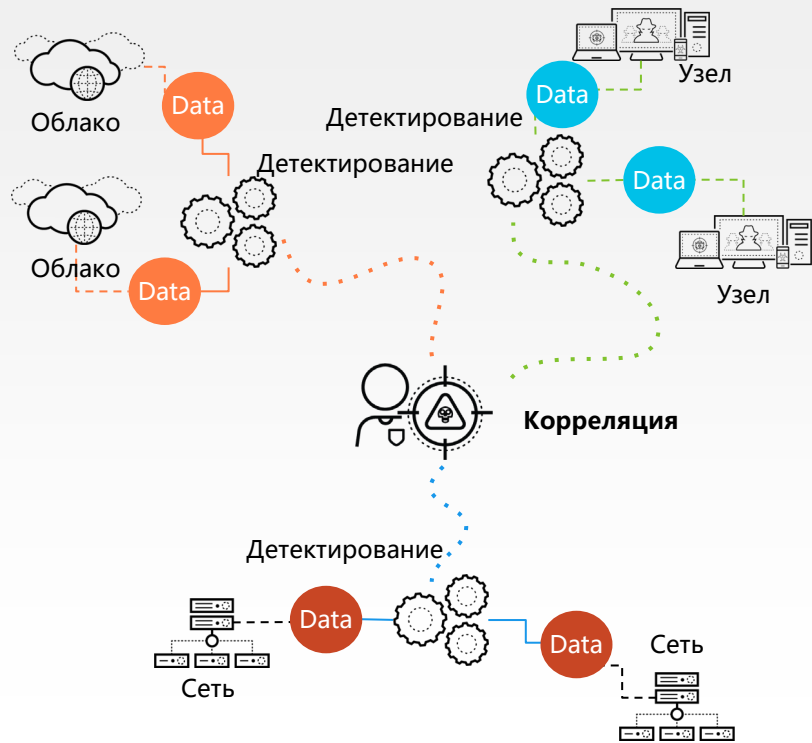 Узел
Data
Data
Облако
Детектирование
Детектирование
Data
Облако
Data
Узел
Корреляция
Детектирование
Data
Data
Сеть
Сеть